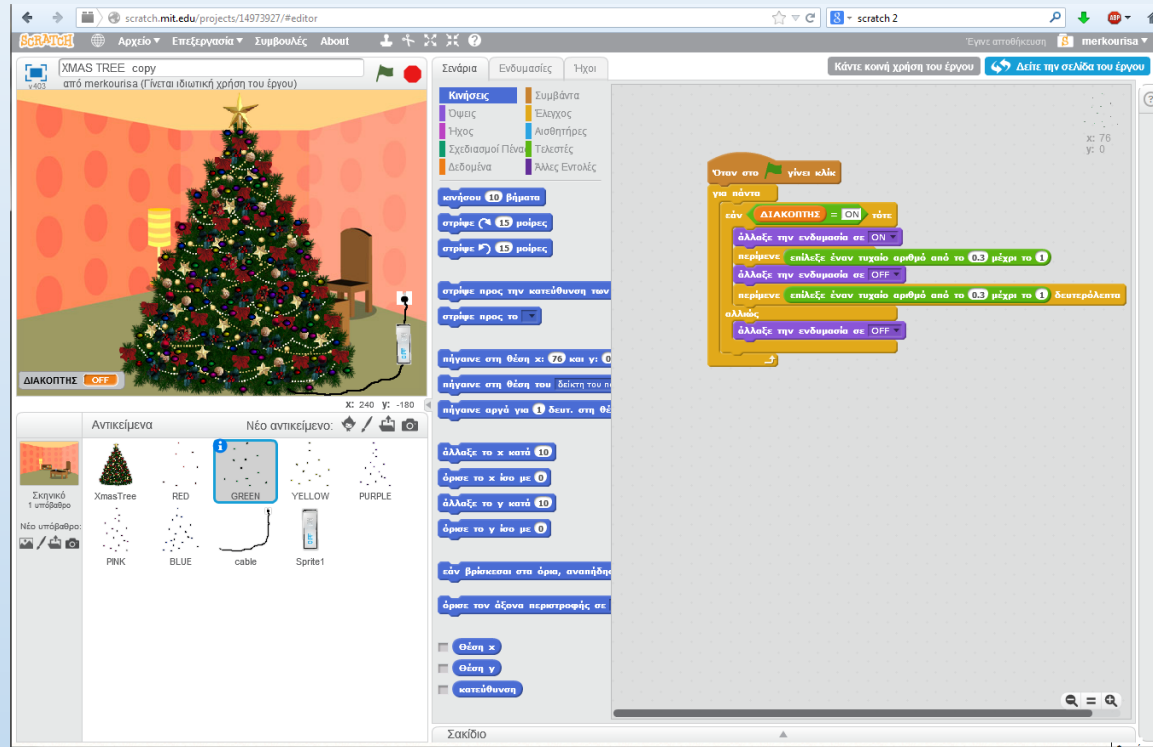 scratch.mit.edu/projects/14973927/#editor
scratch 2
ABP
SCRATCH Αρχείο Επεξεργασία Συμβουλές About
Έγινε αποθήκευση merkourisa
XMAS TREE copy
από merkourisa (Γίνεται ιδιωτική χρήση του έργου)
v403
Σενάρια Ενδυμασίες Ήχοι
Κάντε κοινή χρήση του έργου
Δείτε την σελίδα του έργου
Κινήσεις Συμβάντα
Όψεις Έλεγχος
Ήχος Αισθητήρες
Σχεδιασμοί Πένας Τελεστές
Δεδομένα Άλλες Εντολές
κινήσου 10 βήματα
στρίψε 15 μοίρες
στρίψε 15 μοίρες
στρίψε προς την κατεύθυνση των
στρίψε προς το
πήγαινε στη θέση x: 76 και y: 0
πήγαινε στη θέση του δείκτη του
πήγαινε αργά για 1 δευτ. στη θέ
άλλαξε το x κατά 10
όρισε το x ίσο με 0
άλλαξε το y κατά 10
όρισε το y ίσο με 0
εάν βρίσκεσαι στα όρια, αναπήδη
όρισε τον άξονα περιστροφής σε
Θέση x
Θέση y
κατεύθυνση
x: 76
y: 0
Όταν στο γίνει κλίκ
για πάντα
εάν ΔΙΑΚΟΠΤΗΣ = ON τότε
άλλαξε την ενδυμασία σε ON
περίμενε επίλεξε έναν τυχαίο αριθμό από το 0.3 μέχρι το 1
άλλαξε την ενδυμασία σε OFF
περίμενε επίλεξε έναν τυχαίο αριθμό από το 0.3 μέχρι το 1 δευτερόλεπτα
αλλιώς
άλλαξε την ενδυμασία σε OFF
ΔΙΑΚΟΠΤΗΣ OFF
X: 240 y: -180
Αντικείμενα Νέο αντικείμενο:
Σκηνικό
1 υπόβαθρο
Νέο υπόβαθρο:
XmasTree RED GREEN YELLOW PURPLE
PINK BLUE cable Sprite1
Σακίδιο